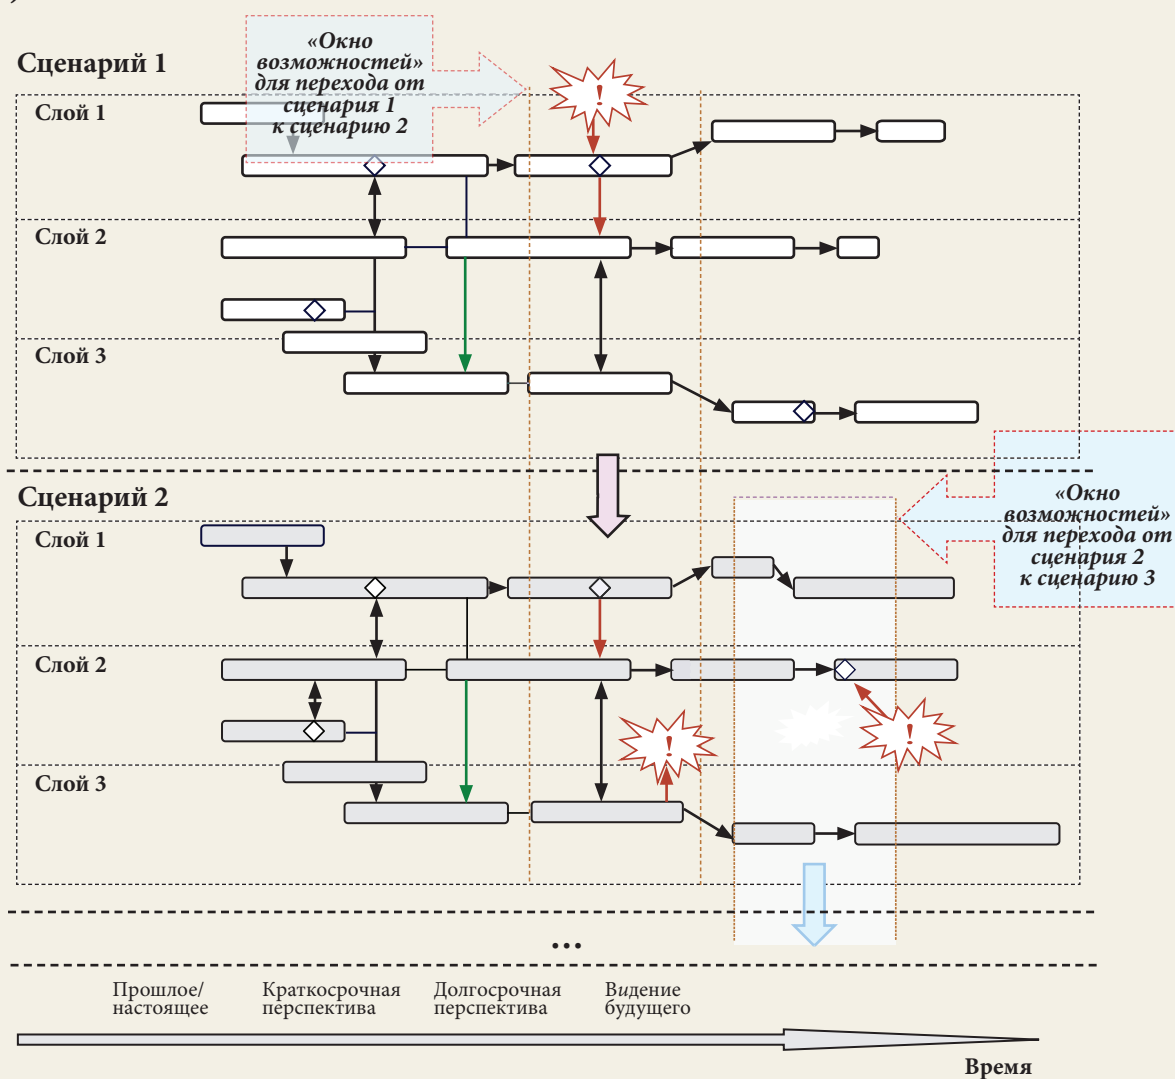 «Окно
возможностей»
для перехода от
сценария 1
к сценарию 2
Сценарий 1
!
Слой 1
Слой 2
Слой 3
Сценарий 2
«Окно
возможностей»
для перехода от
сценария 2
к сценарию 3
Слой 1
Слой 2
!
!
Слой 3
...
Прошлое/
настоящее
Краткосрочная
перспектива
Долгосрочная
перспектива
Видение
будущего
Время